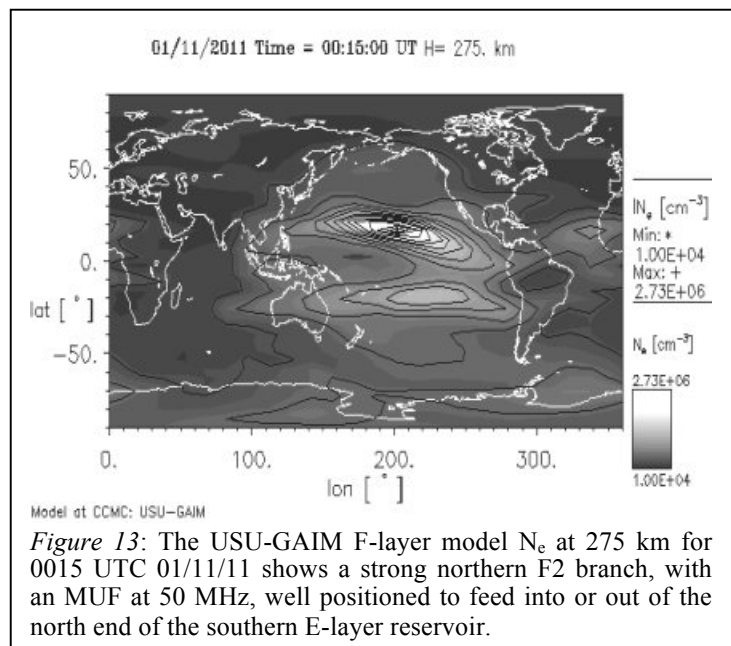 01/11/2011 Time = 00:15:00 UT H= 275. km
50.
0.
lat [ ° ]
−50.
0.
100.
200.
300.
lon [ ° ]
IN_e [cm^-3]
Min: *
1.00E+04
Max: +
2.73E+06
N_e [cm^-3]
2.73E+06
1.00E+04
Model at CCMC: USU-GAIM
Figure 13: The USU-GAIM F-layer model N_e at 275 km for
0015 UTC 01/11/11 shows a strong northern F2 branch, with
an MUF at 50 MHz, well positioned to feed into or out of the
north end of the southern E-layer reservoir.